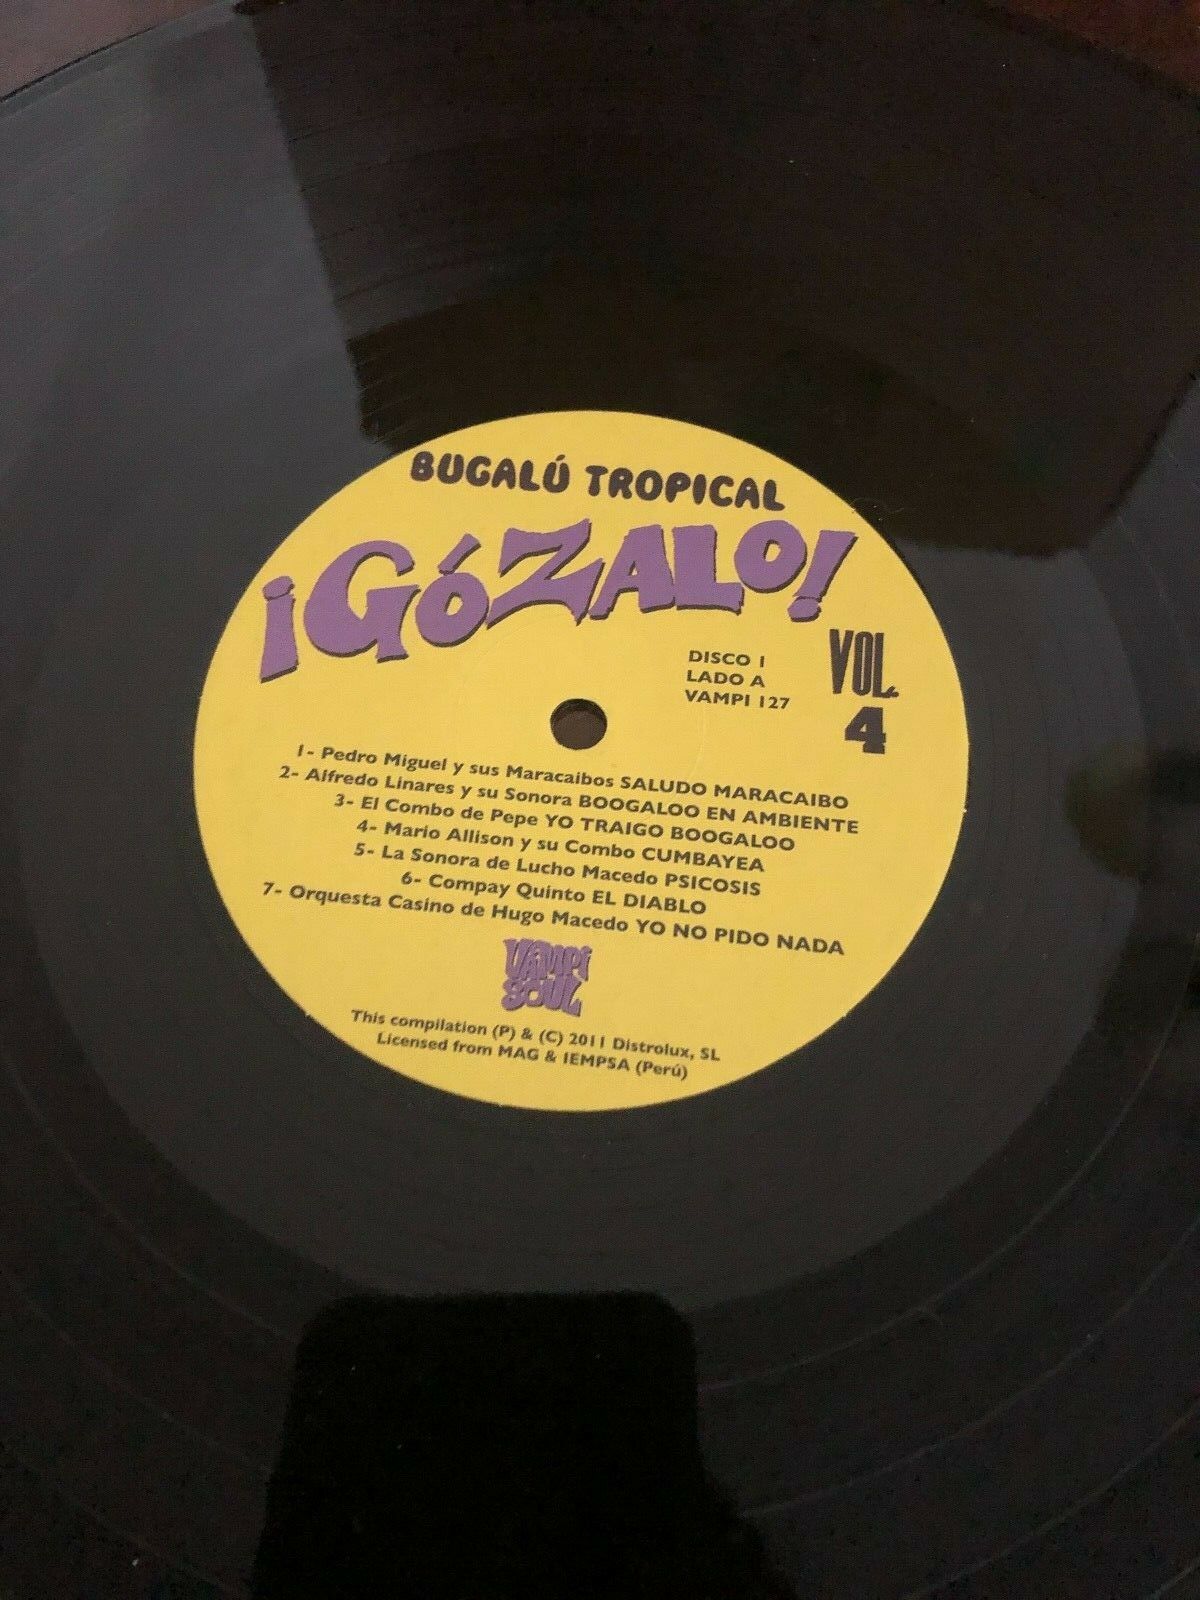 BUGALÚ TROPICAL
¡GÓZALO!
VOL.
4
DISCO 1
LADO A
VAMPI 127
1- Pedro Miguel y sus Maracaibos SALUDO MARACAIBO
2- Alfredo Linares y su Sonora BOOGALOO EN AMBIENTE
3- El Combo de Pepe YO TRAIGO BOOGALOO
4- Mario Allison y su Combo CUMBAYEA
5- La Sonora de Lucho Macedo PSICOSIS
6- Compay Quinto EL DIABLO
7- Orquesta Casino de Hugo Macedo YO NO PIDO NADA
VAMPI
SOUL
This compilation (P) & (C) 2011 Distrolux, SL
Licensed from MAG & IEMPSA (Perú)